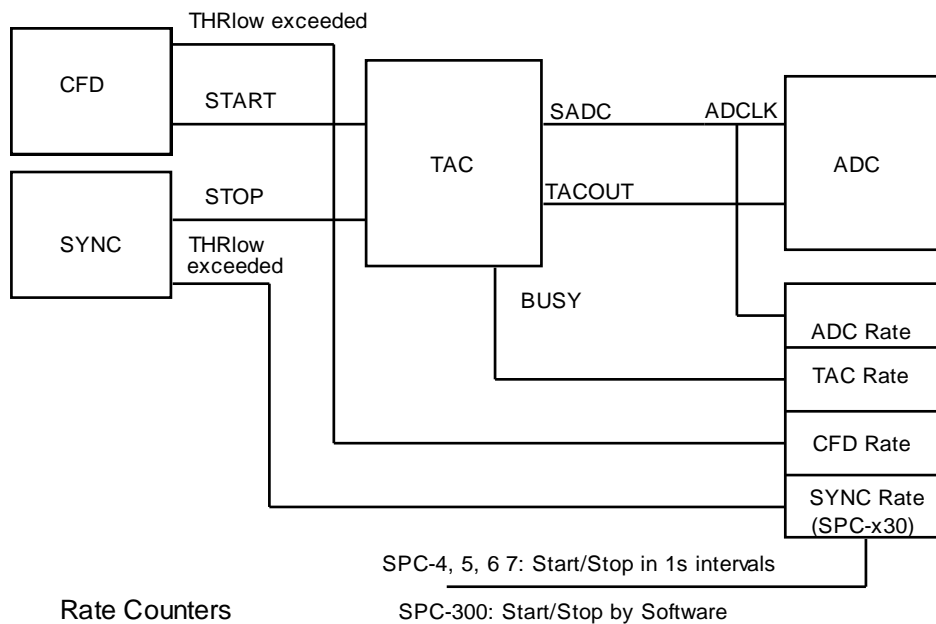 THRlow exceeded
CFD
START
SADC
ADCLK
TAC
ADC
STOP
TACOUT
SYNC
THRlow
exceeded
BUSY
ADC Rate
TAC Rate
CFD Rate
SYNC Rate
(SPC-x30)
SPC-4, 5, 6 7: Start/Stop in 1s intervals
Rate Counters
SPC-300: Start/Stop by Software